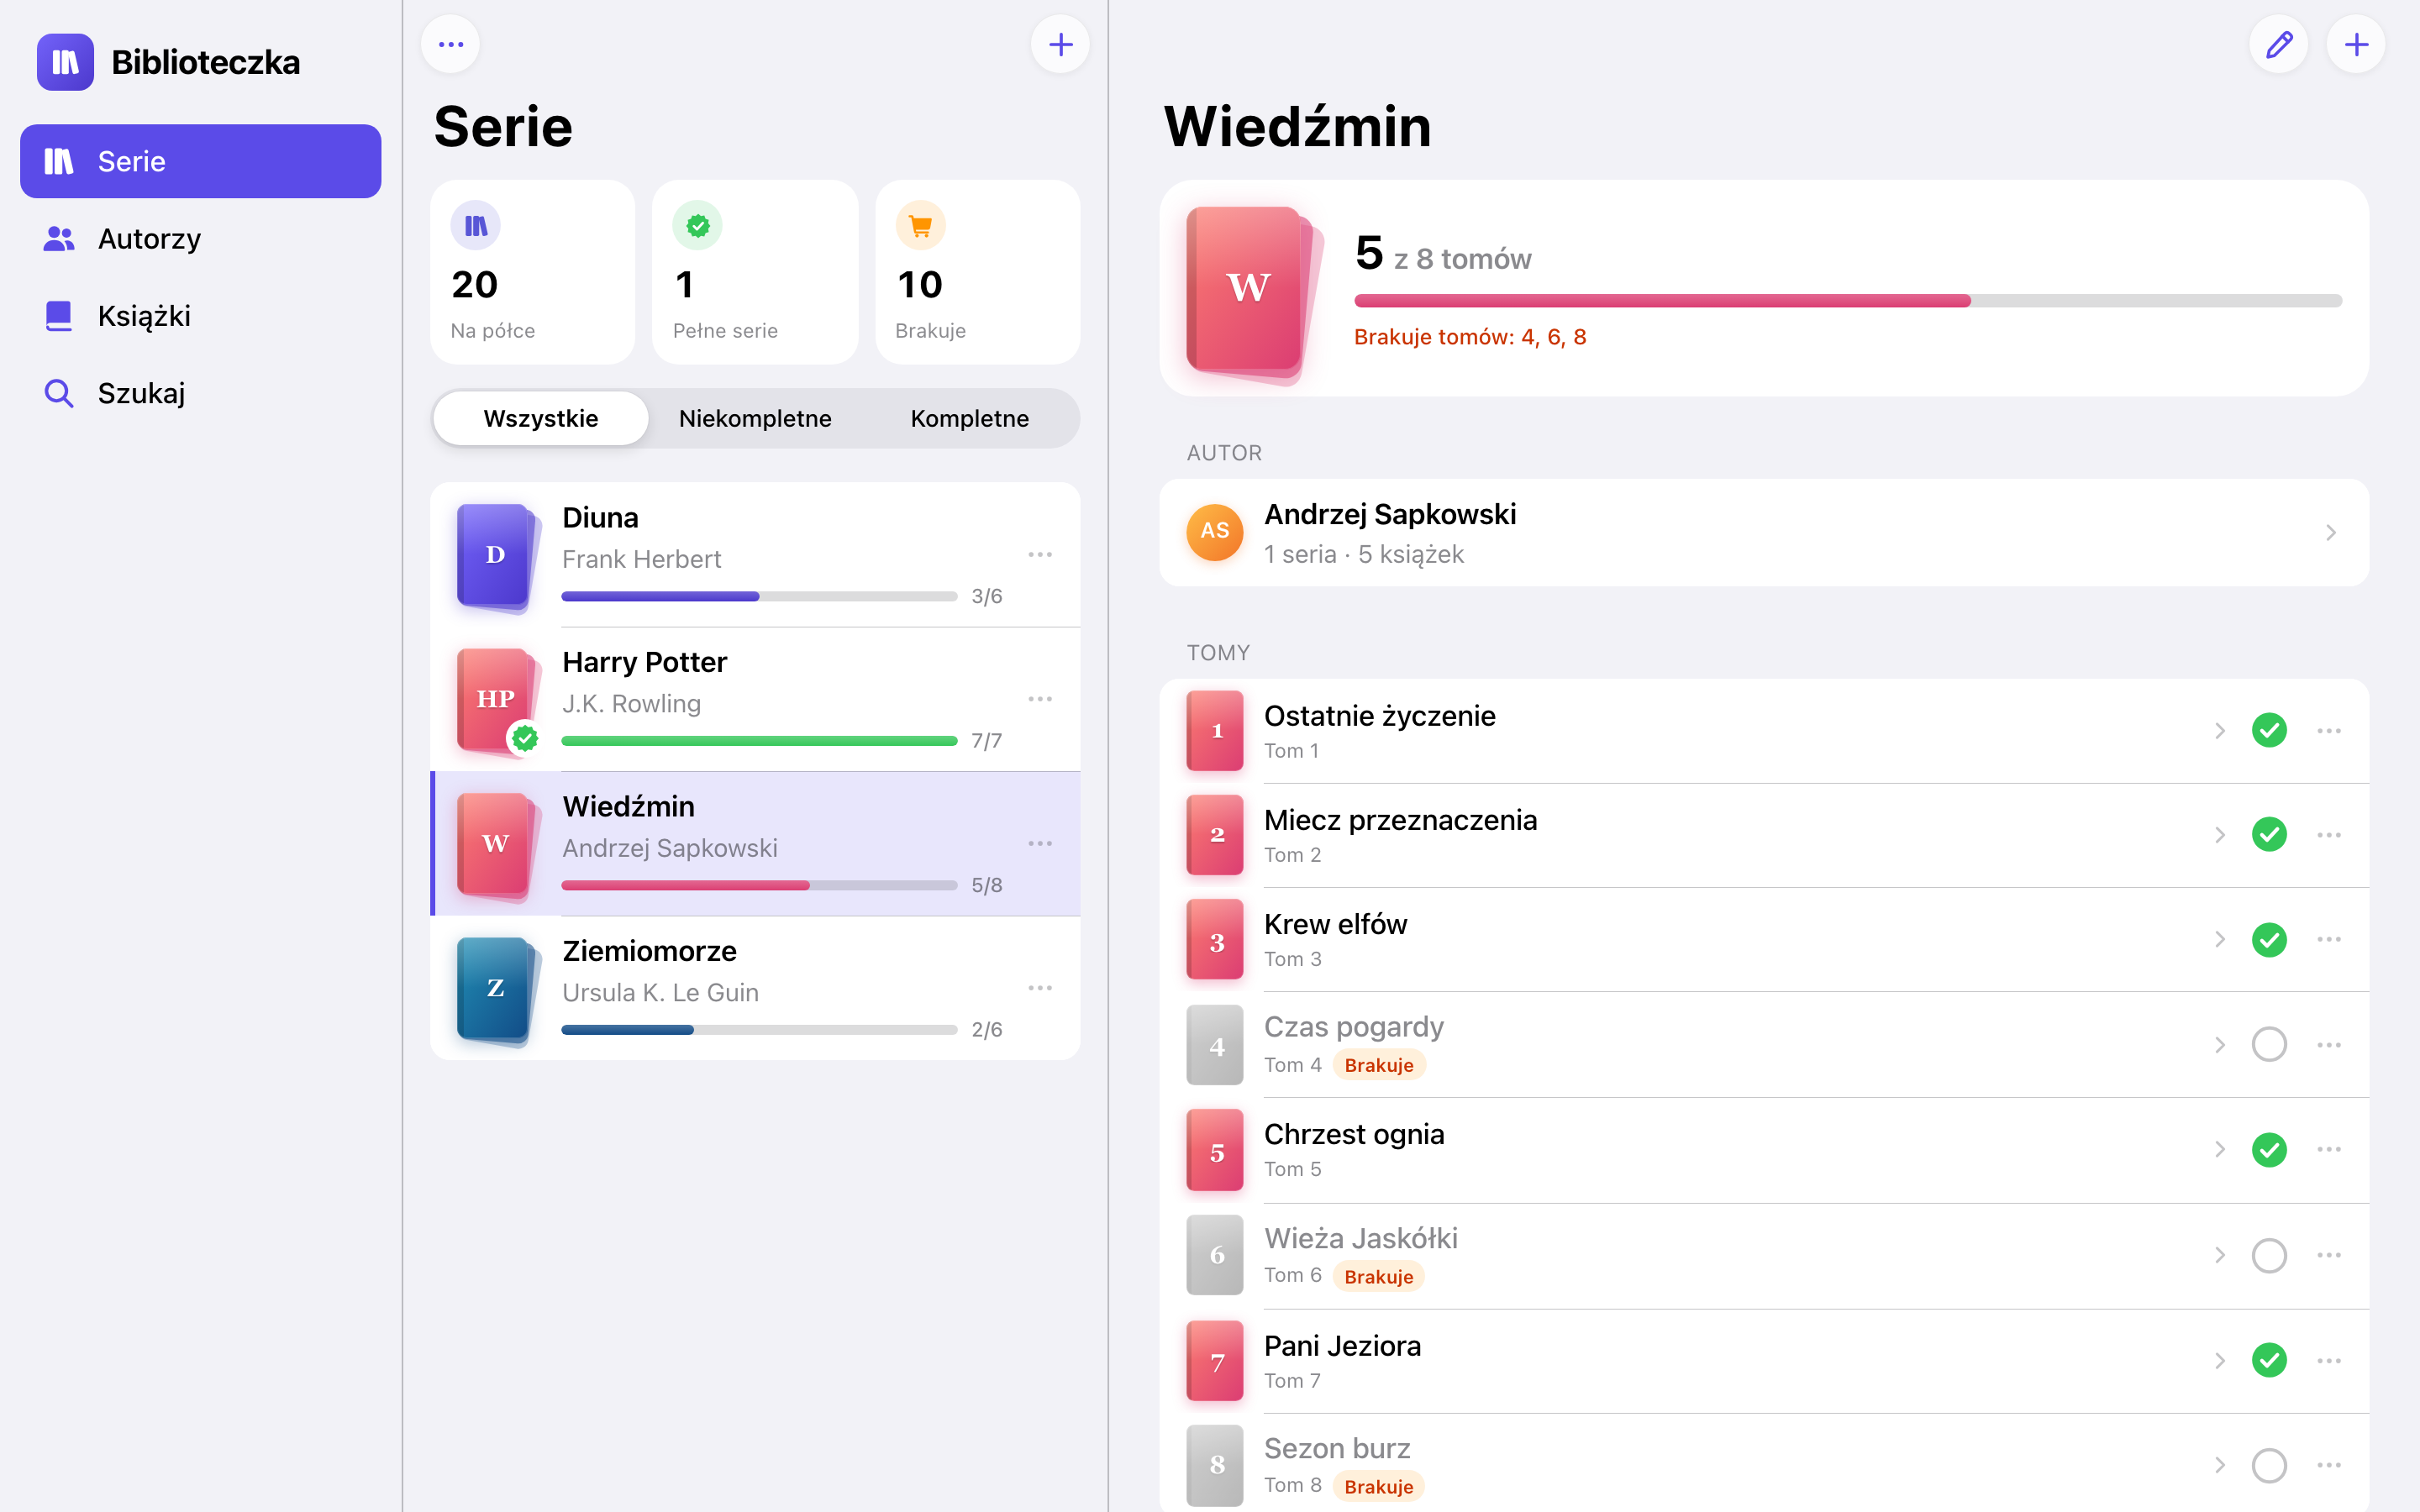 Biblioteczka
Serie
Autorzy
Książki
Szukaj
Serie
20
Na półce
1
Pełne serie
10
Brakuje
Wszystkie
Niekompletne
Kompletne
D
Diuna
Frank Herbert
3/6
HP
Harry Potter
J.K. Rowling
7/7
W
Wiedźmin
Andrzej Sapkowski
5/8
Z
Ziemiomorze
Ursula K. Le Guin
2/6
Wiedźmin
W
5 z 8 tomów
Brakuje tomów: 4, 6, 8
AUTOR
AS
Andrzej Sapkowski
1 seria · 5 książek
TOMY
1
Ostatnie życzenie
Tom 1
2
Miecz przeznaczenia
Tom 2
3
Krew elfów
Tom 3
4
Czas pogardy
Tom 4 Brakuje
5
Chrzest ognia
Tom 5
6
Wieża Jaskółki
Tom 6 Brakuje
7
Pani Jeziora
Tom 7
8
Sezon burz
Tom 8 Brakuje